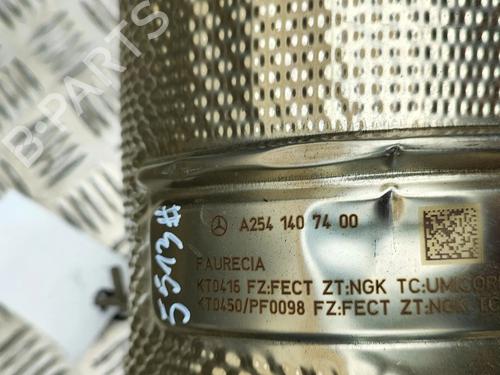 B-PARTS
5513#
A254 140 74 00
FAURECIA
KT0416 FZ:FECT ZT:NGK TC:UMICOR
KT0450/PF0098 FZ:FECT ZT:NGK